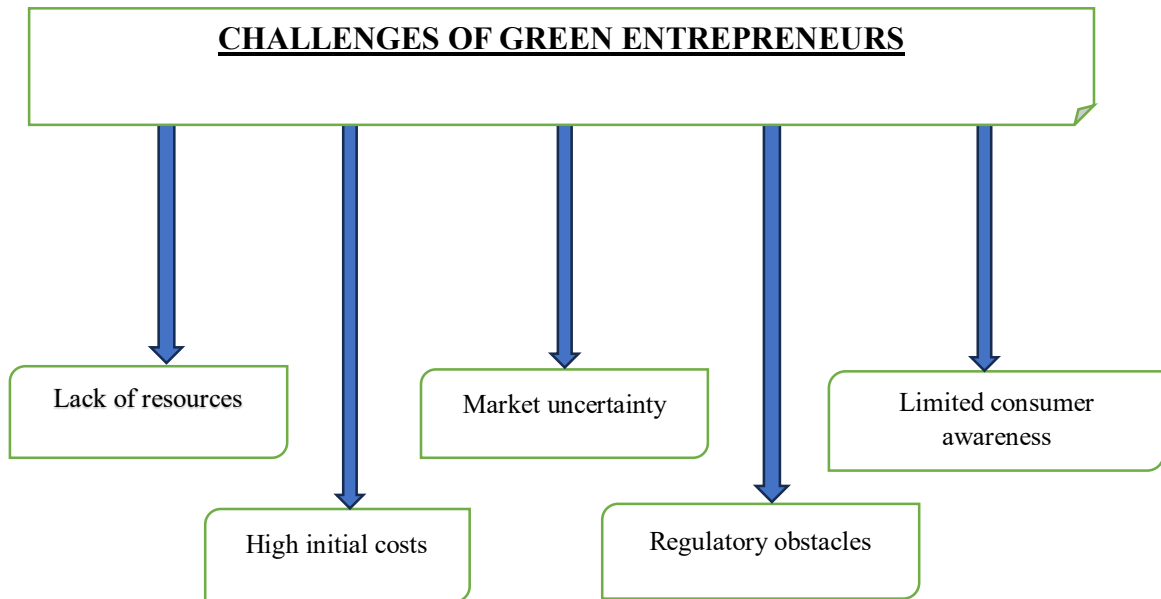 CHALLENGES OF GREEN ENTREPRENEURS
Lack of resources
High initial costs
Market uncertainty
Regulatory obstacles
Limited consumer
awareness